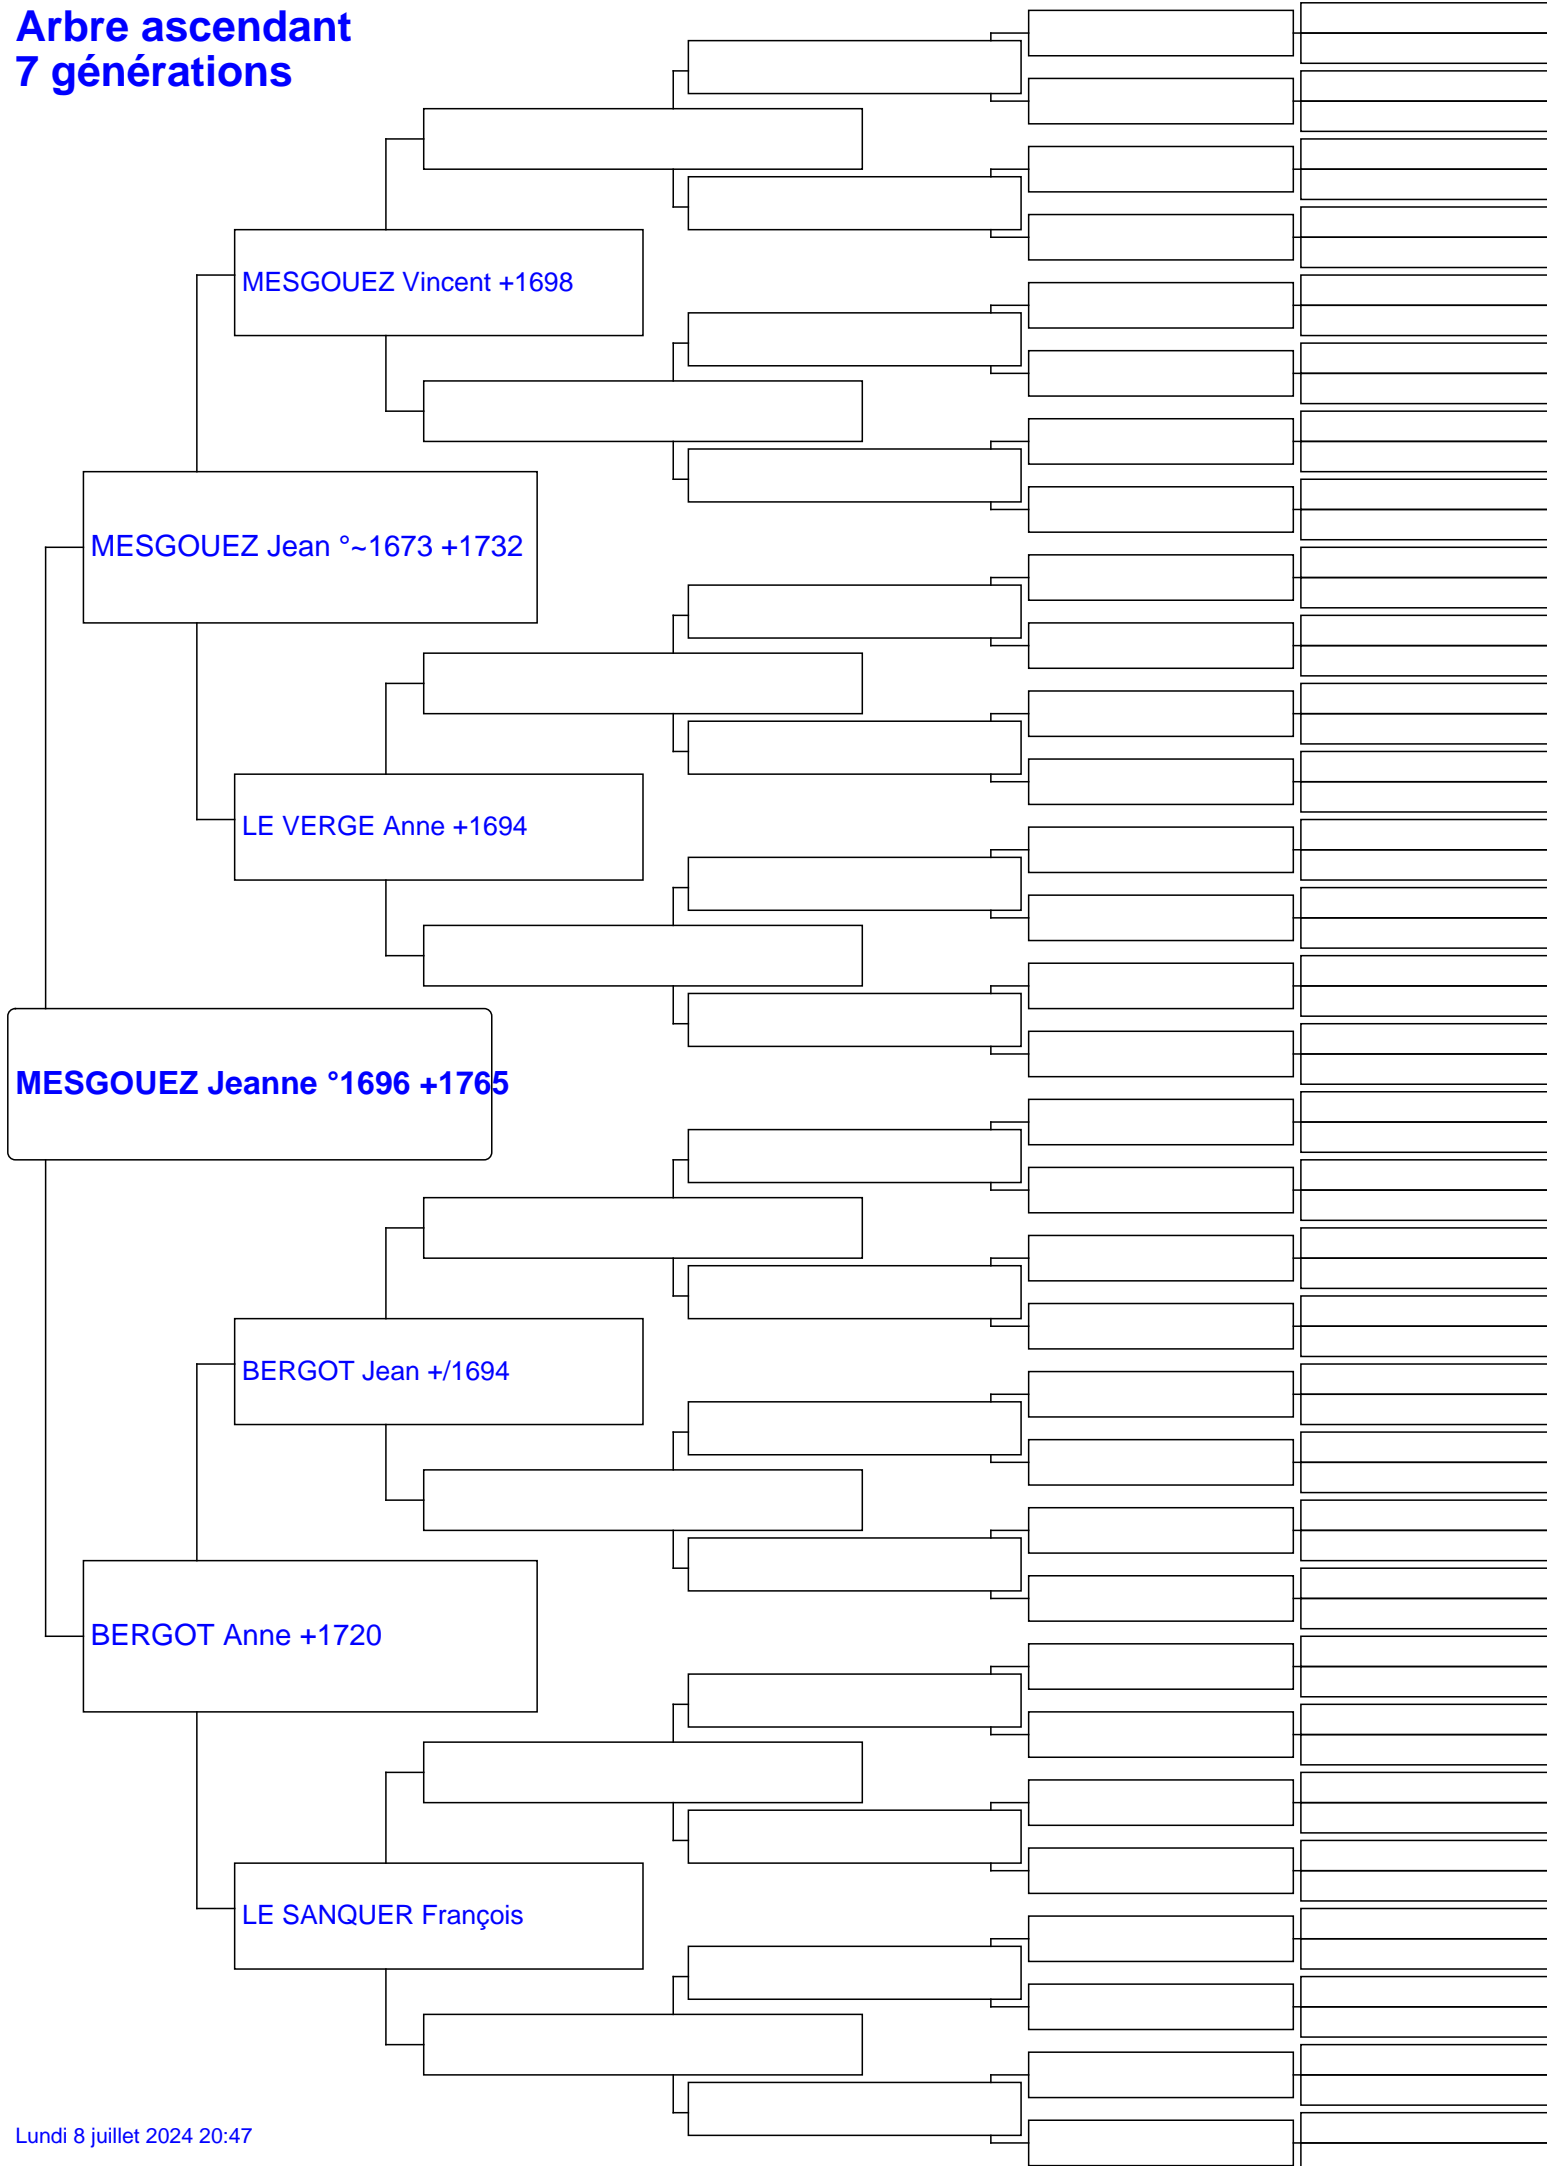 Arbre ascendant
7 générations
MESGOUEZ Vincent +1698
MESGOUEZ Jean °~1673 +1732
LE VERGE Anne +1694
MESGOUEZ Jeanne °1696 +1765
BERGOT Jean +/1694
BERGOT Anne +1720
LE SANQUER François
Lundi 8 juillet 2024 20:47